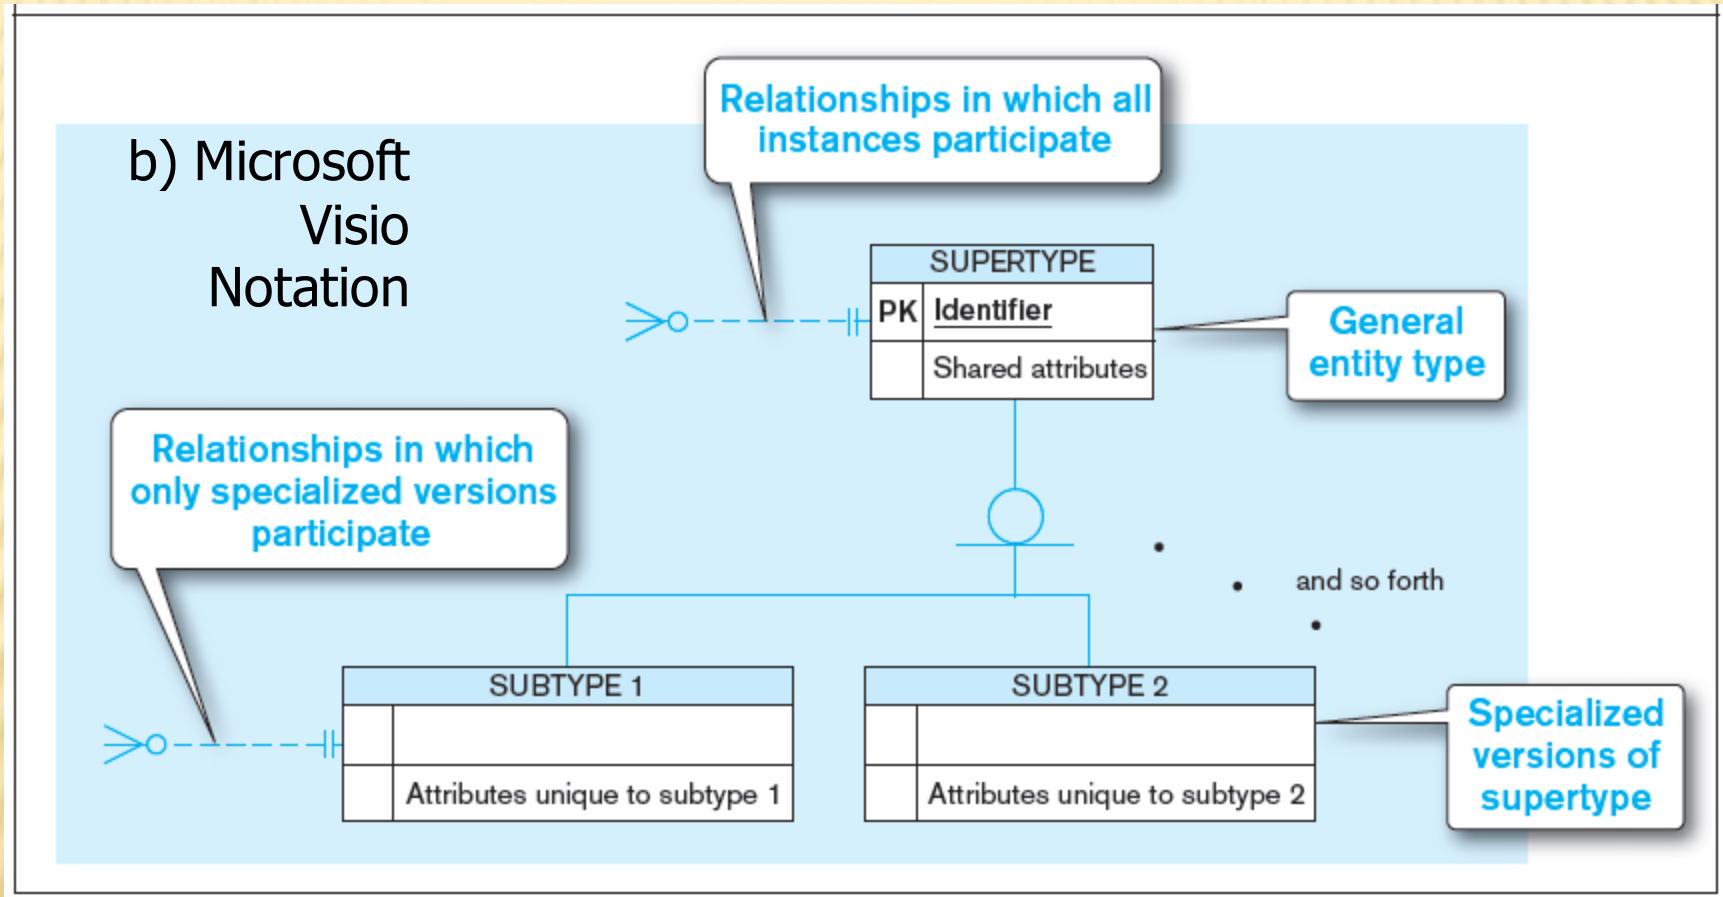 b) Microsoft
Visio
Notation
Relationships in which all
instances participate
SUPERTYPE
PK Identifier
Shared attributes
General
entity type
Relationships in which
only specialized versions
participate
and so forth
SUBTYPE 1
Attributes unique to subtype 1
SUBTYPE 2
Attributes unique to subtype 2
Specialized
versions of
supertype